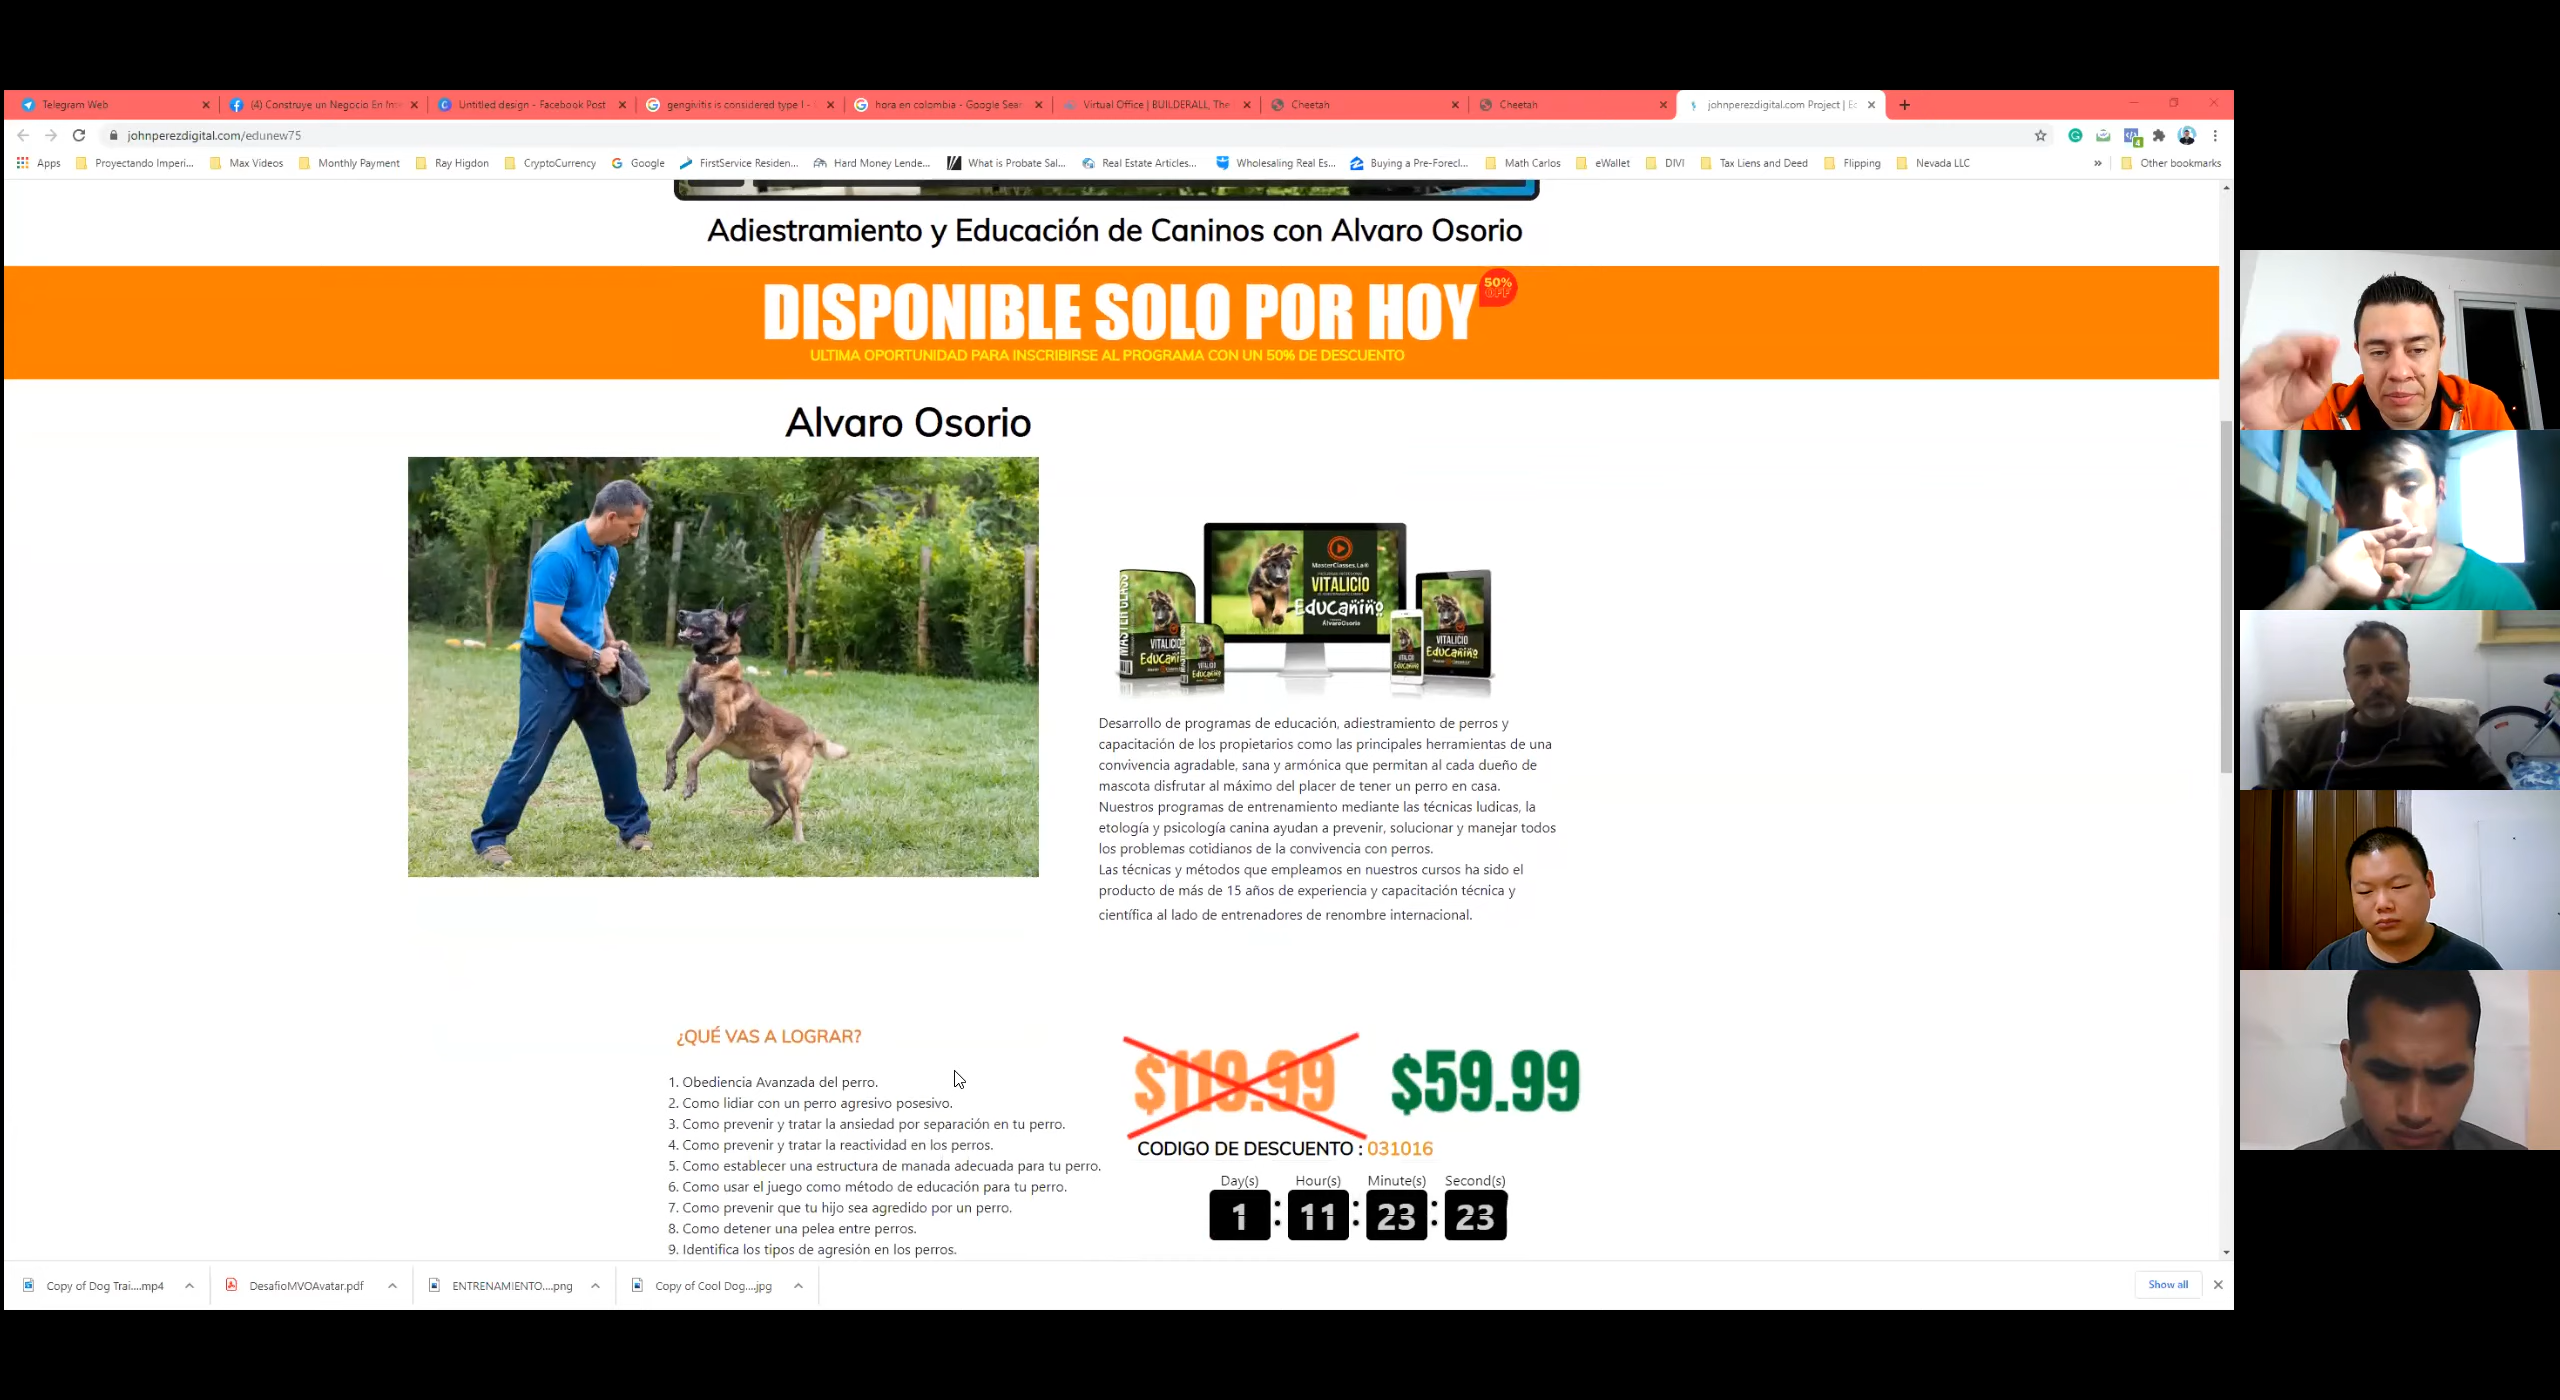 Telegram Web
(4) Construye un Negocio En Inte
Untitled design - Facebook Post
gengivitis is considered type I -
hora en colombia - Google Sear
Virtual Office | BUILDERALL, The
Cheetah
Cheetah
johnperezdigital.com Project | Ec
johnperezdigital.com/edunew75
Apps
Proyectando Imperi...
Max Videos
Monthly Payment
Ray Higdon
CryptoCurrency
Google
FirstService Residen...
Hard Money Lende...
What is Probate Sal...
Real Estate Articles...
Wholesaling Real Es...
Buying a Pre-Forecl...
Math Carlos
eWallet
DIVI
Tax Liens and Deed
Flipping
Nevada LLC
»
Other bookmarks
Adiestramiento y Educación de Caninos con Alvaro Osorio
DISPONIBLE SOLO POR HOY
50%
OFF
ULTIMA OPORTUNIDAD PARA INSCRIBIRSE AL PROGRAMA CON UN 50% DE DESCUENTO
Alvaro Osorio
MasterClasses.La
VITALICIO
Educanino
AlvaroOsorio
MASTERCLASS
VITALICIO
Educanino
VITALICIO
Educanino
Educanino
VITALICIO
Educanino
Desarrollo de programas de educación, adiestramiento de perros y
capacitación de los propietarios como las principales herramientas de una
convivencia agradable, sana y armónica que permitan al cada dueño de
mascota disfrutar al máximo del placer de tener un perro en casa.
Nuestros programas de entrenamiento mediante las técnicas ludicas, la
etología y psicología canina ayudan a prevenir, solucionar y manejar todos
los problemas cotidianos de la convivencia con perros.
Las técnicas y métodos que empleamos en nuestros cursos ha sido el
producto de más de 15 años de experiencia y capacitación técnica y
científica al lado de entrenadores de renombre internacional.
¿QUÉ VAS A LOGRAR?
1. Obediencia Avanzada del perro.
2. Como lidiar con un perro agresivo posesivo.
3. Como prevenir y tratar la ansiedad por separación en tu perro.
4. Como prevenir y tratar la reactividad en los perros.
5. Como establecer una estructura de manada adecuada para tu perro.
6. Como usar el juego como método de educación para tu perro.
7. Como prevenir que tu hijo sea agredido por un perro.
8. Como detener una pelea entre perros.
9. Identifica los tipos de agresión en los perros.
$119.99 $59.99
CODIGO DE DESCUENTO : 031016
Day(s) Hour(s) Minute(s) Second(s)
1 : 11 : 23 : 23
Copy of Dog Trai....mp4
DesafioMVOAvatar.pdf
ENTRENAMIENTO....png
Copy of Cool Dog....jpg
Show all